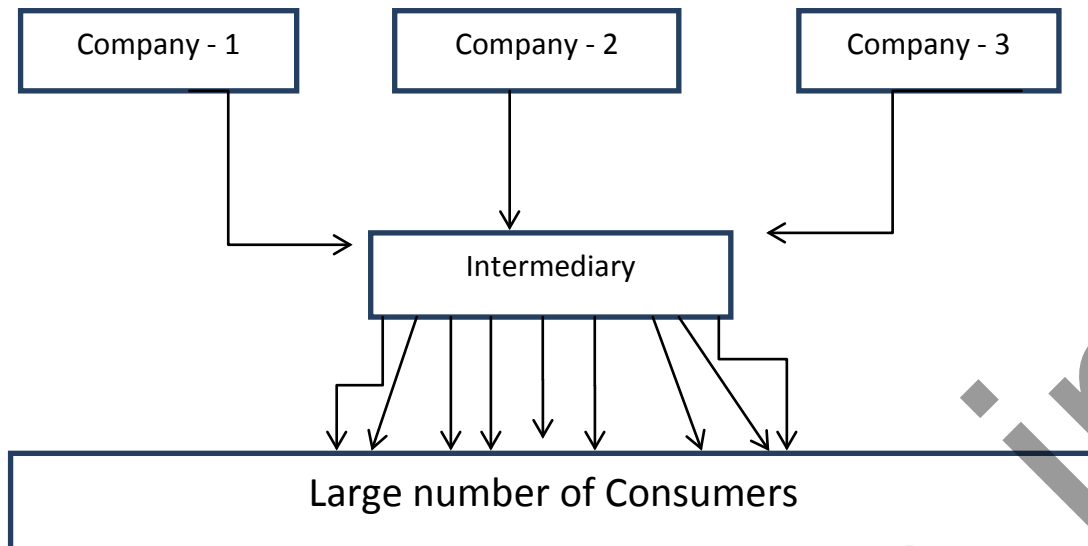 Company - 1
Company - 2
Company - 3
Intermediary
Large number of Consumers